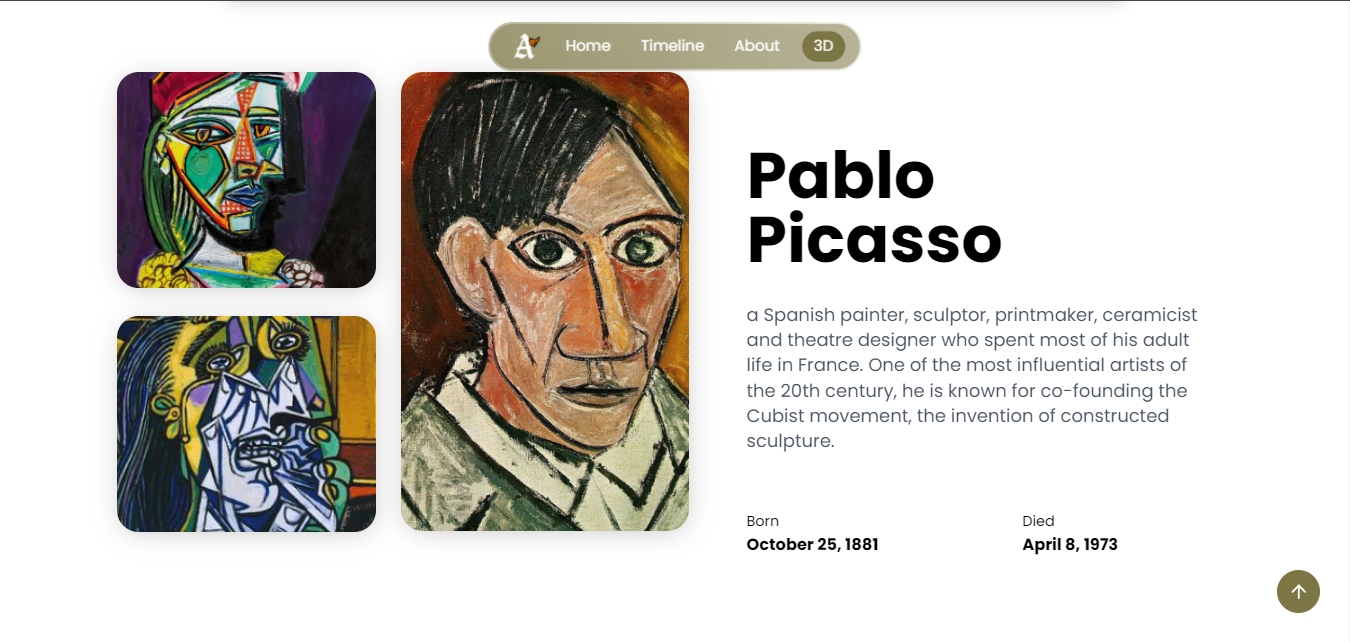 A Home Timeline About 3D
Pablo
Picasso
a Spanish painter, sculptor, printmaker, ceramicist
and theatre designer who spent most of his adult
life in France. One of the most influential artists of
the 20th century, he is known for co-founding the
Cubist movement, the invention of constructed
sculpture.
Born
October 25, 1881
Died
April 8, 1973